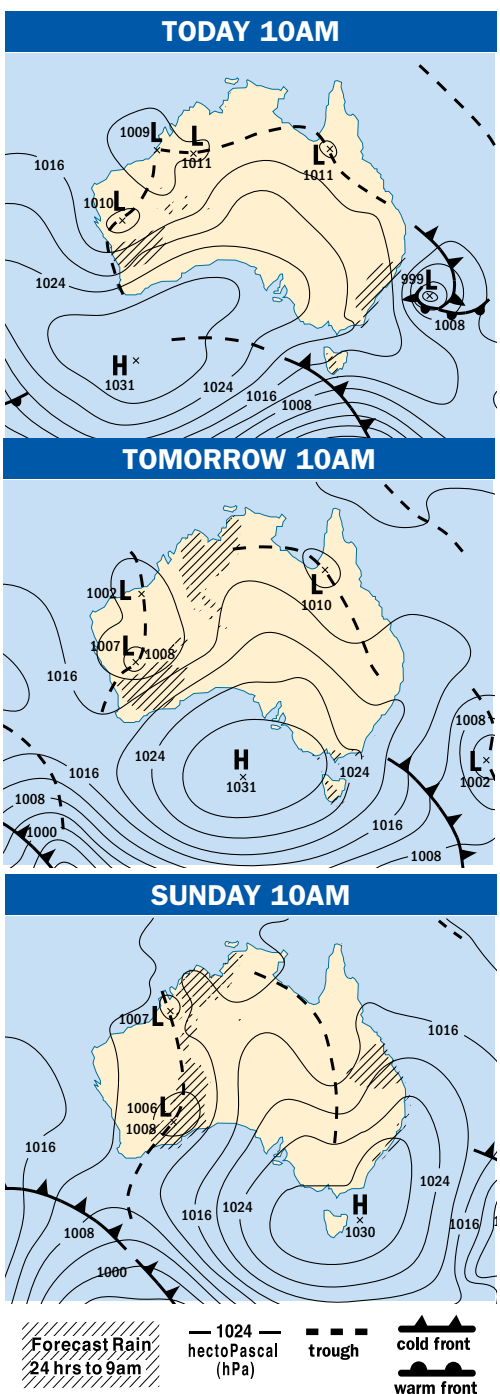 TODAY 10AM
1009 L
L
1011
1016
L
1011
1010 L
1024
999 L
1008
H
1031
1024
1016
1008
TOMORROW 10AM
1002 L
L
1010
1007 L
1008
1016
1008
1024
H
1031
1024
L
1002
1016
1008
1000
1016
1008
SUNDAY 10AM
1007 L
1016
1006 L
1008
1016
1024
H
1030
1024
1016
1016
1008
1000
Forecast Rain
24 hrs to 9am
1024
hectoPascal
(hPa)
trough
cold front
warm front